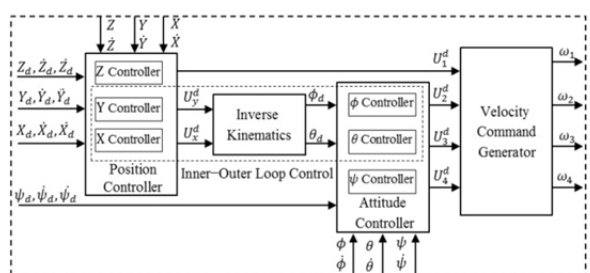 Z Y X
Ż Ẏ Ẋ
Z_d, Ż_d, Z̈_d
Z Controller
U_1^d
ω_1
Y_d, Ẏ_d, Ÿ_d
Y Controller
U_y^d
Inverse
Kinematics
ϕ_d
ϕ Controller
U_2^d
Velocity
Command
Generator
ω_2
X_d, Ẋ_d, Ẋ_d
X Controller
U_x^d
θ_d
θ Controller
U_3^d
ω_3
Position
Controller
Inner−Outer Loop Control
ψ_d, ψ̇_d, ψ̇_d
ψ Controller
U_4^d
ω_4
Attitude
Controller
ϕ θ ψ
ϕ̇ θ̇ ψ̇